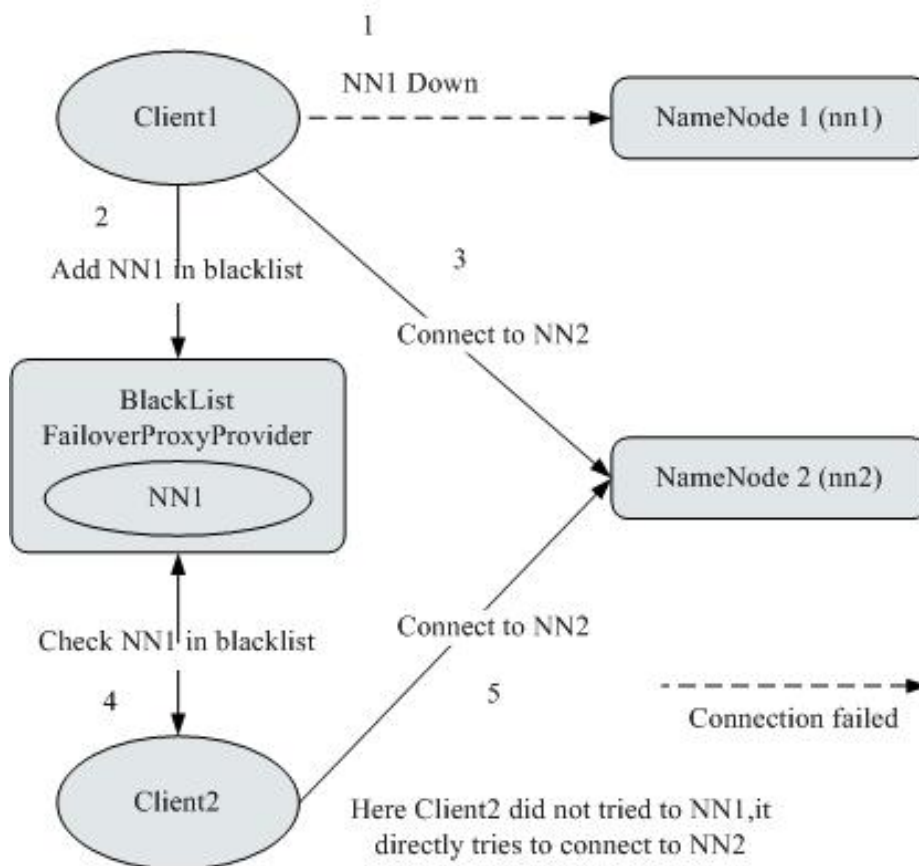 1
NN1 Down
Client1
NameNode 1 (nn1)
2
Add NN1 in blacklist
3
Connect to NN2
BlackList
FailoverProxyProvider
NN1
NameNode 2 (nn2)
Check NN1 in blacklist
Connect to NN2
4
5
Connection failed
Client2
Here Client2 did not tried to NN1,it
directly tries to connect to NN2